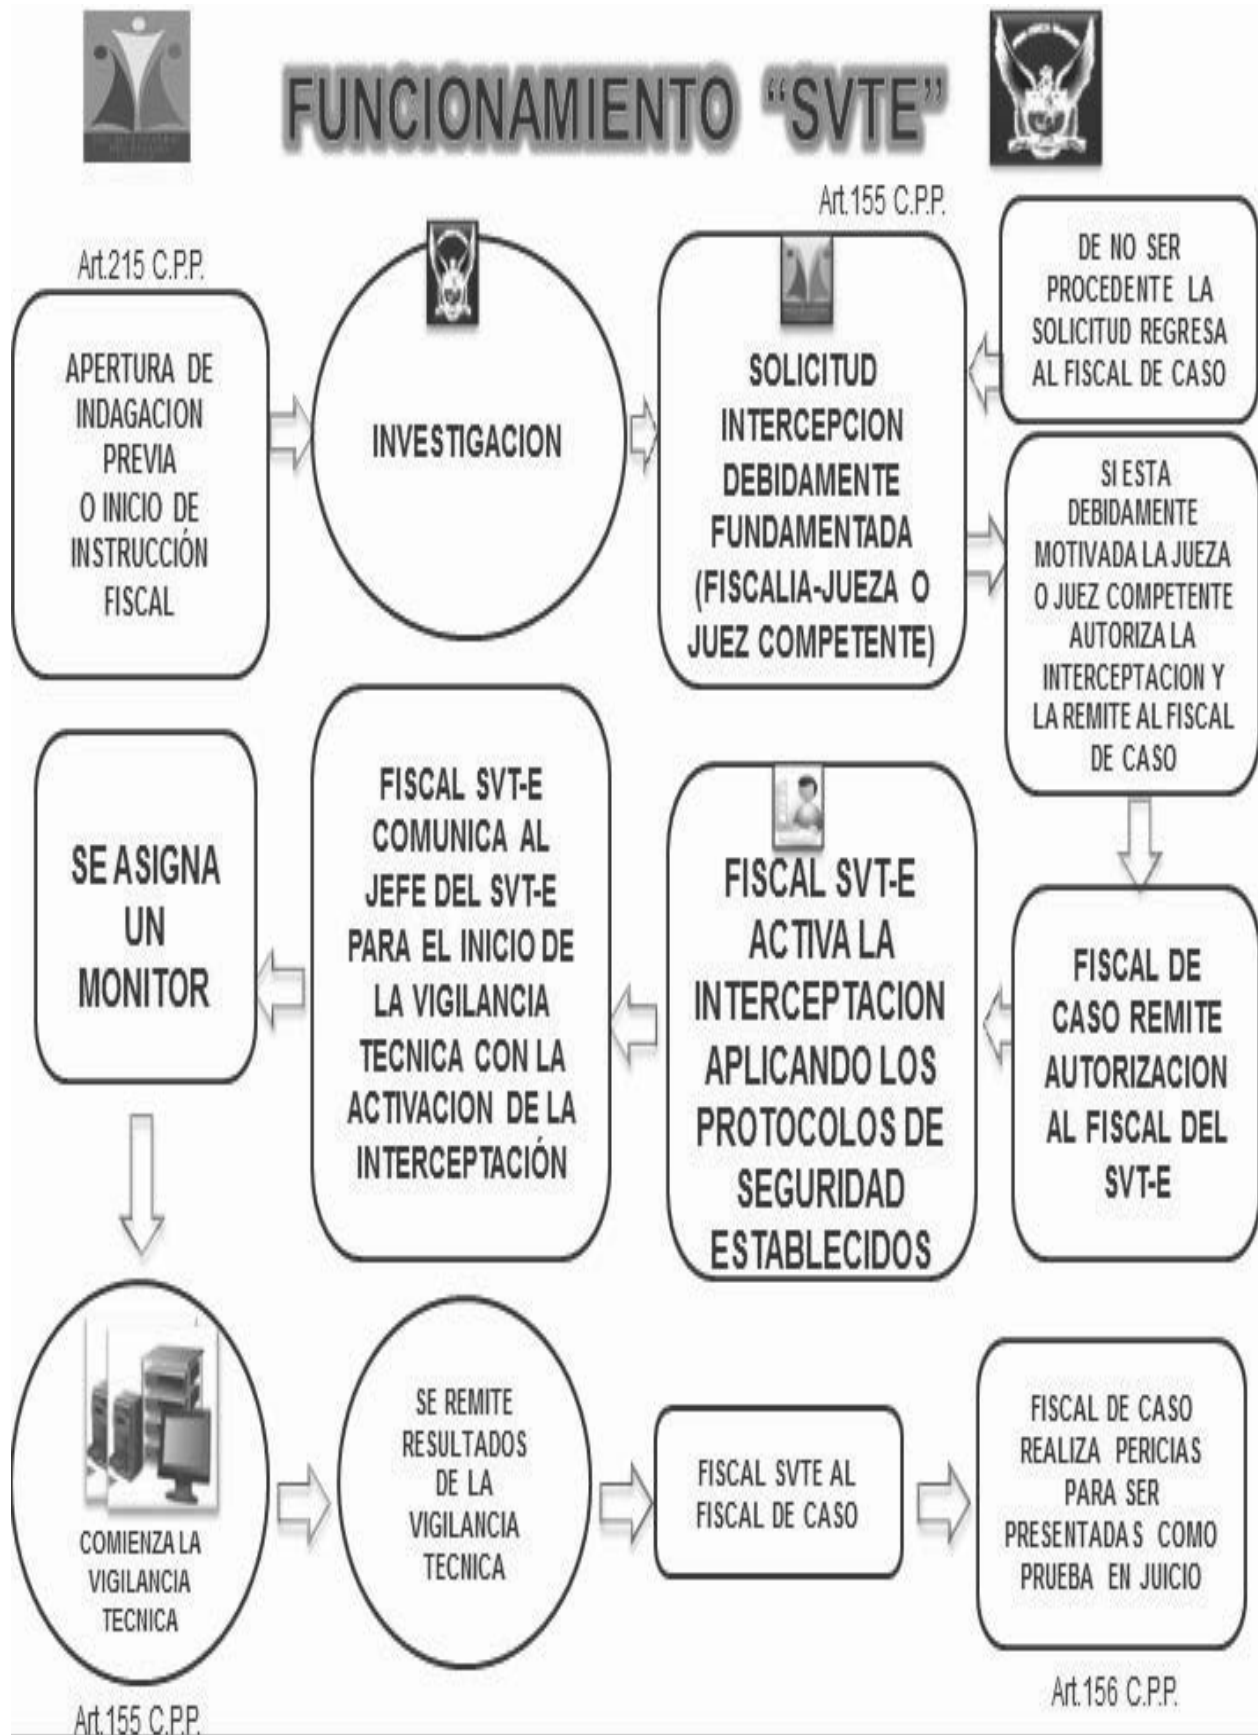 FUNCIONAMIENTO “SVTE”
Art.215 C.P.P.
APERTURA DE
INDAGACION
PREVIA
O INICIO DE
INSTRUCCIÓN
FISCAL
INVESTIGACION
Art.155 C.P.P.
SOLICITUD
INTERCEPCION
DEBIDAMENTE
FUNDAMENTADA
(FISCALIA-JUEZA O
JUEZ COMPETENTE)
DE NO SER
PROCEDENTE LA
SOLICITUD REGRESA
AL FISCAL DE CASO
SI ESTA
DEBIDAMENTE
MOTIVADA LA JUEZA
O JUEZ COMPETENTE
AUTORIZA LA
INTERCEPTACION Y
LA REMITE AL FISCAL
DE CASO
FISCAL DE
CASO REMITE
AUTORIZACION
AL FISCAL DEL
SVT-E
FISCAL SVT-E
ACTIVA LA
INTERCEPTACION
APLICANDO LOS
PROTOCOLOS DE
SEGURIDAD
ESTABLECIDOS
FISCAL SVT-E
COMUNICA AL
JEFE DEL SVT-E
PARA EL INICIO DE
LA VIGILANCIA
TECNICA CON LA
ACTIVACION DE LA
INTERCEPTACIÓN
SE ASIGNA
UN
MONITOR
COMIENZA LA
VIGILANCIA
TECNICA
Art.155 C.P.P.
SE REMITE
RESULTADOS
DE LA
VIGILANCIA
TECNICA
FISCAL SVTE AL
FISCAL DE CASO
FISCAL DE CASO
REALIZA PERICIAS
PARA SER
PRESENTADAS COMO
PRUEBA EN JUICIO
Art.156 C.P.P.